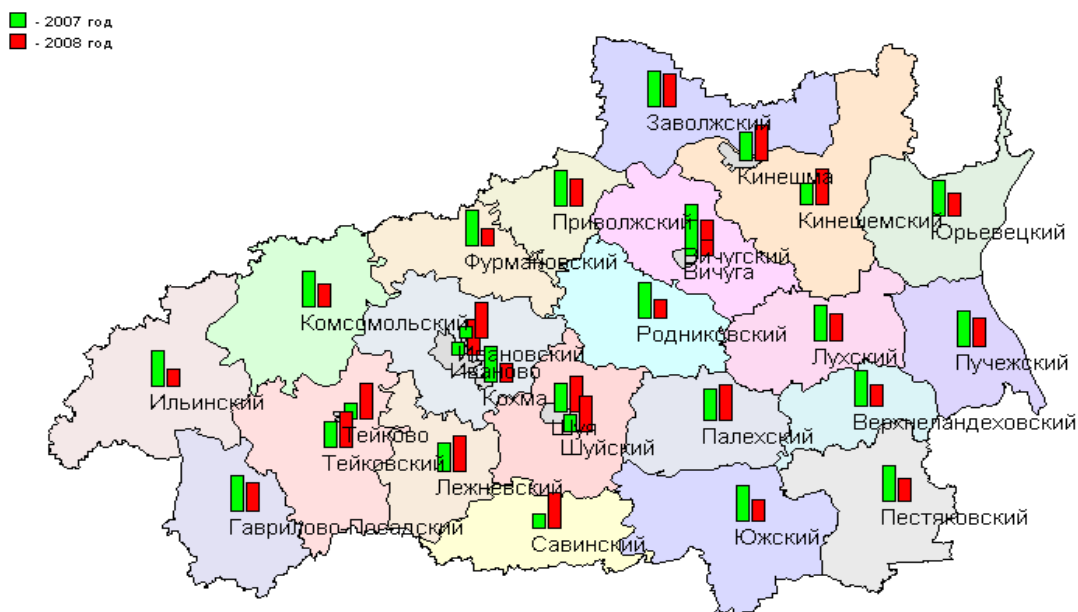 - 2007 год
- 2008 год
Заволжский
Кинешма
Приволжский
Кинешемский
Юрьевецкий
Фурмановский
Вичугский
Вичуга
Комсомольский
Родниковский
Ивановский
Иваново
Лухский
Пучежский
Ильинский
Кохма
Верхнеландеховский
Тейково
Шуя
Палехский
Тейковский
Лежневский
Шуйский
Гаврилово-Посадский
Савинский
Южский
Пестяковский